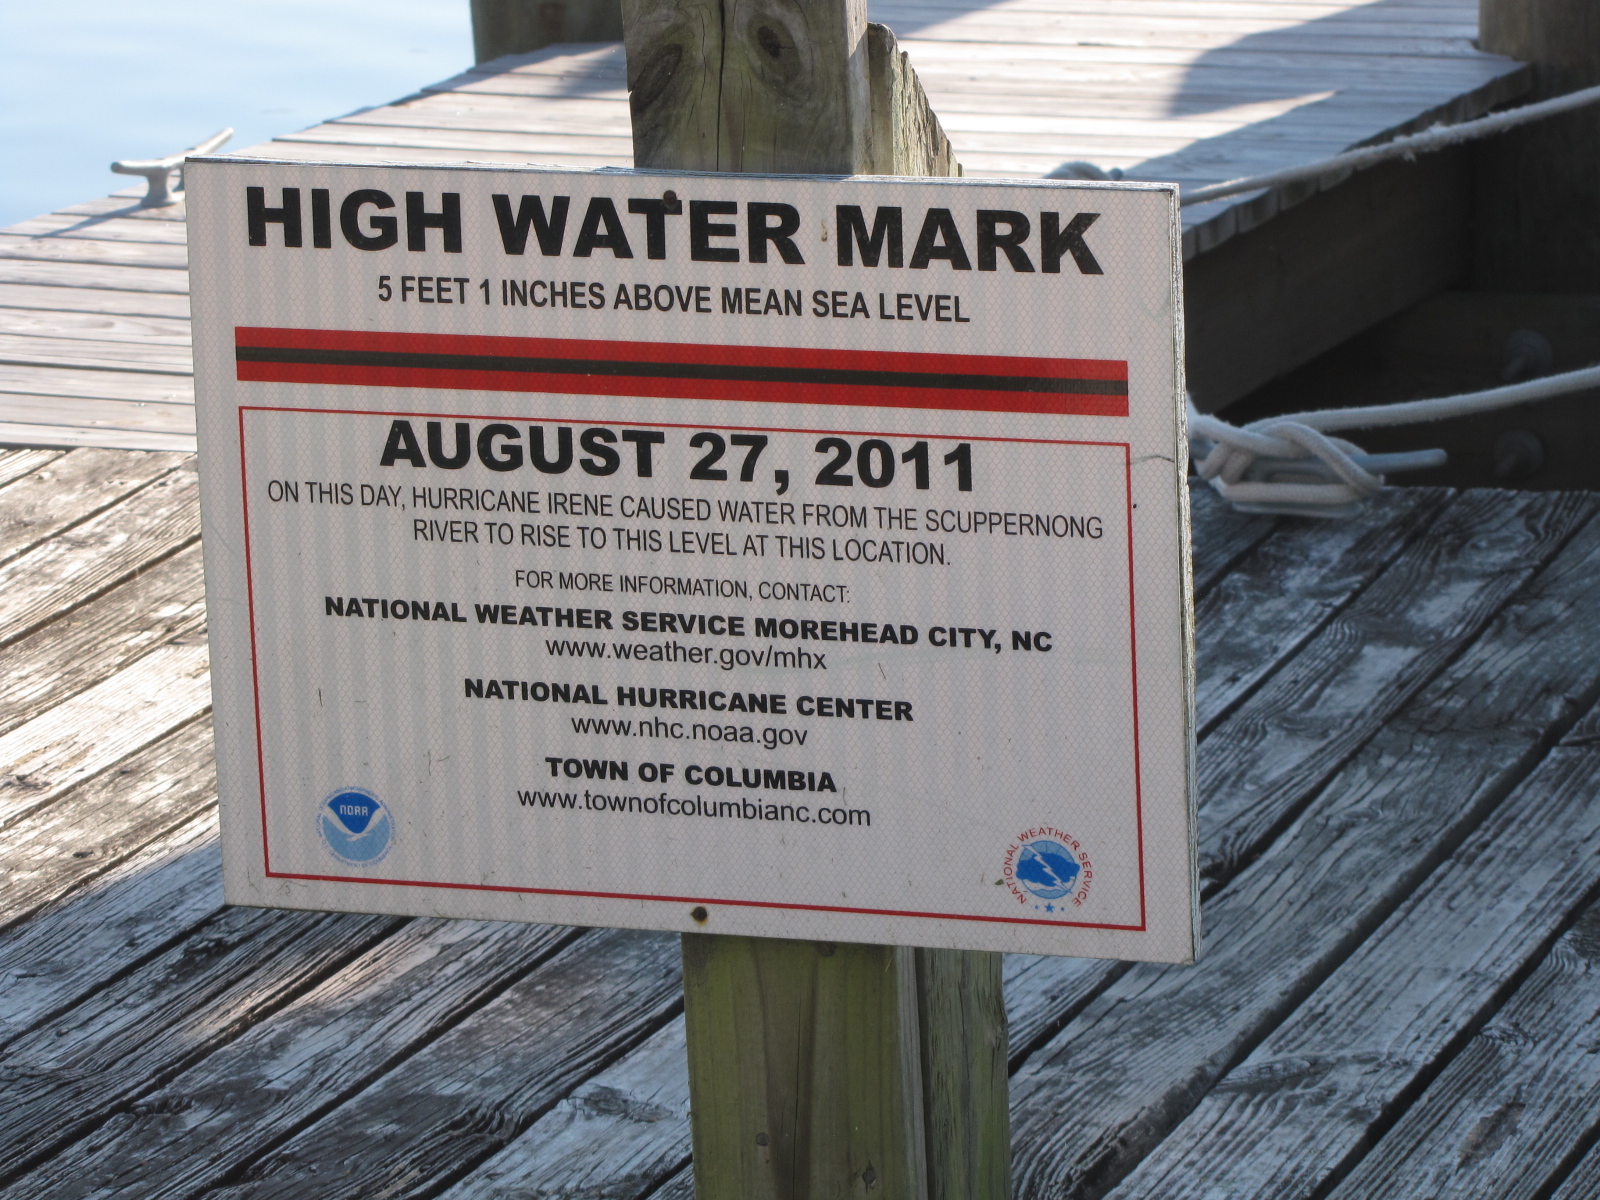 HIGH WATER MARK
5 FEET 1 INCHES ABOVE MEAN SEA LEVEL
AUGUST 27, 2011
ON THIS DAY, HURRICANE IRENE CAUSED WATER FROM THE SCUPPERNONG
RIVER TO RISE TO THIS LEVEL AT THIS LOCATION.
FOR MORE INFORMATION, CONTACT:
NATIONAL WEATHER SERVICE MOREHEAD CITY, NC
www.weather.gov/mhx
NATIONAL HURRICANE CENTER
www.nhc.noaa.gov
TOWN OF COLUMBIA
www.townofcolumbianc.com
NOAA
NATIONAL WEATHER SERVICE